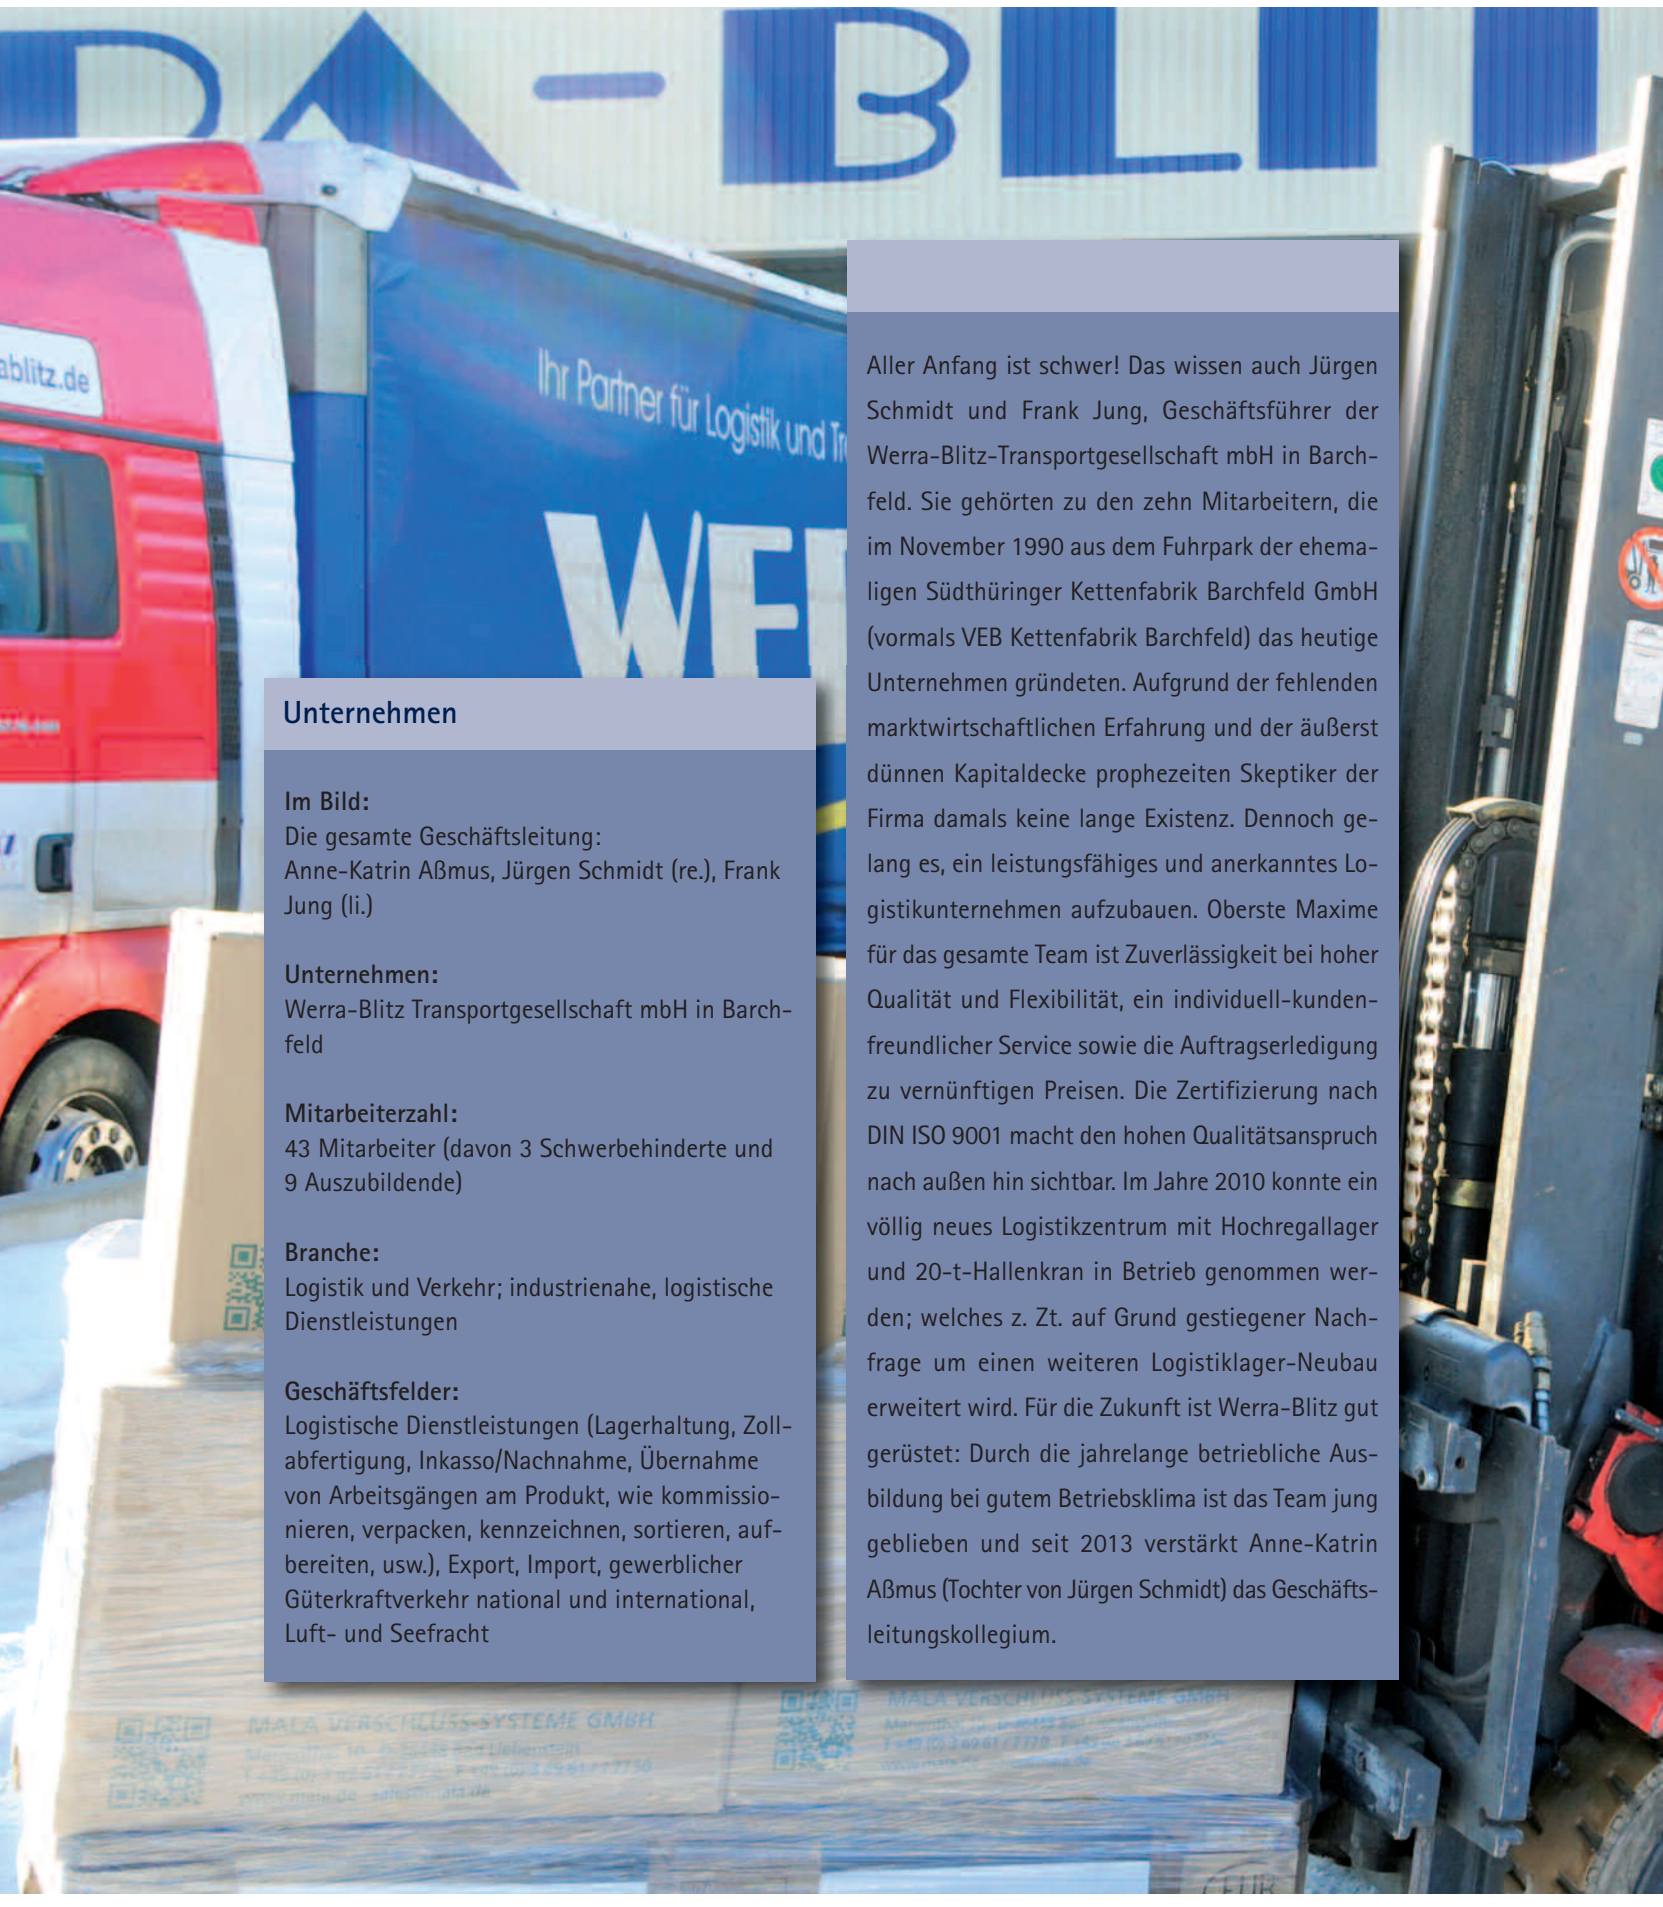 RA-BLIT
ablitz.de
Ihr Partner für Logistik und Tr
WER
Unternehmen
Im Bild:
Die gesamte Geschäftsleitung:
Anne-Katrin Aßmus, Jürgen Schmidt (re.), Frank
Jung (li.)
Unternehmen:
Werra-Blitz Transportgesellschaft mbH in Barch-
feld
Mitarbeiterzahl:
43 Mitarbeiter (davon 3 Schwerbehinderte und
9 Auszubildende)
Branche:
Logistik und Verkehr; industrienahe, logistische
Dienstleistungen
Geschäftsfelder:
Logistische Dienstleistungen (Lagerhaltung, Zoll-
abfertigung, Inkasso/Nachnahme, Übernahme
von Arbeitsgängen am Produkt, wie kommissio-
nieren, verpacken, kennzeichnen, sortieren, auf-
bereiten, usw.), Export, Import, gewerblicher
Güterkraftverkehr national und international,
Luft- und Seefracht
Aller Anfang ist schwer! Das wissen auch Jürgen
Schmidt und Frank Jung, Geschäftsführer der
Werra-Blitz-Transportgesellschaft mbH in Barch-
feld. Sie gehörten zu den zehn Mitarbeitern, die
im November 1990 aus dem Fuhrpark der ehema-
ligen Südthüringer Kettenfabrik Barchfeld GmbH
(vormals VEB Kettenfabrik Barchfeld) das heutige
Unternehmen gründeten. Aufgrund der fehlenden
marktwirtschaftlichen Erfahrung und der äußerst
dünnen Kapitaldecke prophezeiten Skeptiker der
Firma damals keine lange Existenz. Dennoch ge-
lang es, ein leistungsfähiges und anerkanntes Lo-
gistikunternehmen aufzubauen. Oberste Maxime
für das gesamte Team ist Zuverlässigkeit bei hoher
Qualität und Flexibilität, ein individuell-kunden-
freundlicher Service sowie die Auftragserledigung
zu vernünftigen Preisen. Die Zertifizierung nach
DIN ISO 9001 macht den hohen Qualitätsanspruch
nach außen hin sichtbar. Im Jahre 2010 konnte ein
völlig neues Logistikzentrum mit Hochregallager
und 20-t-Hallenkran in Betrieb genommen wer-
den; welches z. Zt. auf Grund gestiegener Nach-
frage um einen weiteren Logistiklager-Neubau
erweitert wird. Für die Zukunft ist Werra-Blitz gut
gerüstet: Durch die jahrelange betriebliche Aus-
bildung bei gutem Betriebsklima ist das Team jung
geblieben und seit 2013 verstärkt Anne-Katrin
Aßmus (Tochter von Jürgen Schmidt) das Geschäfts-
leitungskollegium.
MALA VERSCHLUSS-SYSTEME GMBH
www.mala.de
MALA VERSCHLUSS-SYSTEME GMBH
www.mala.de